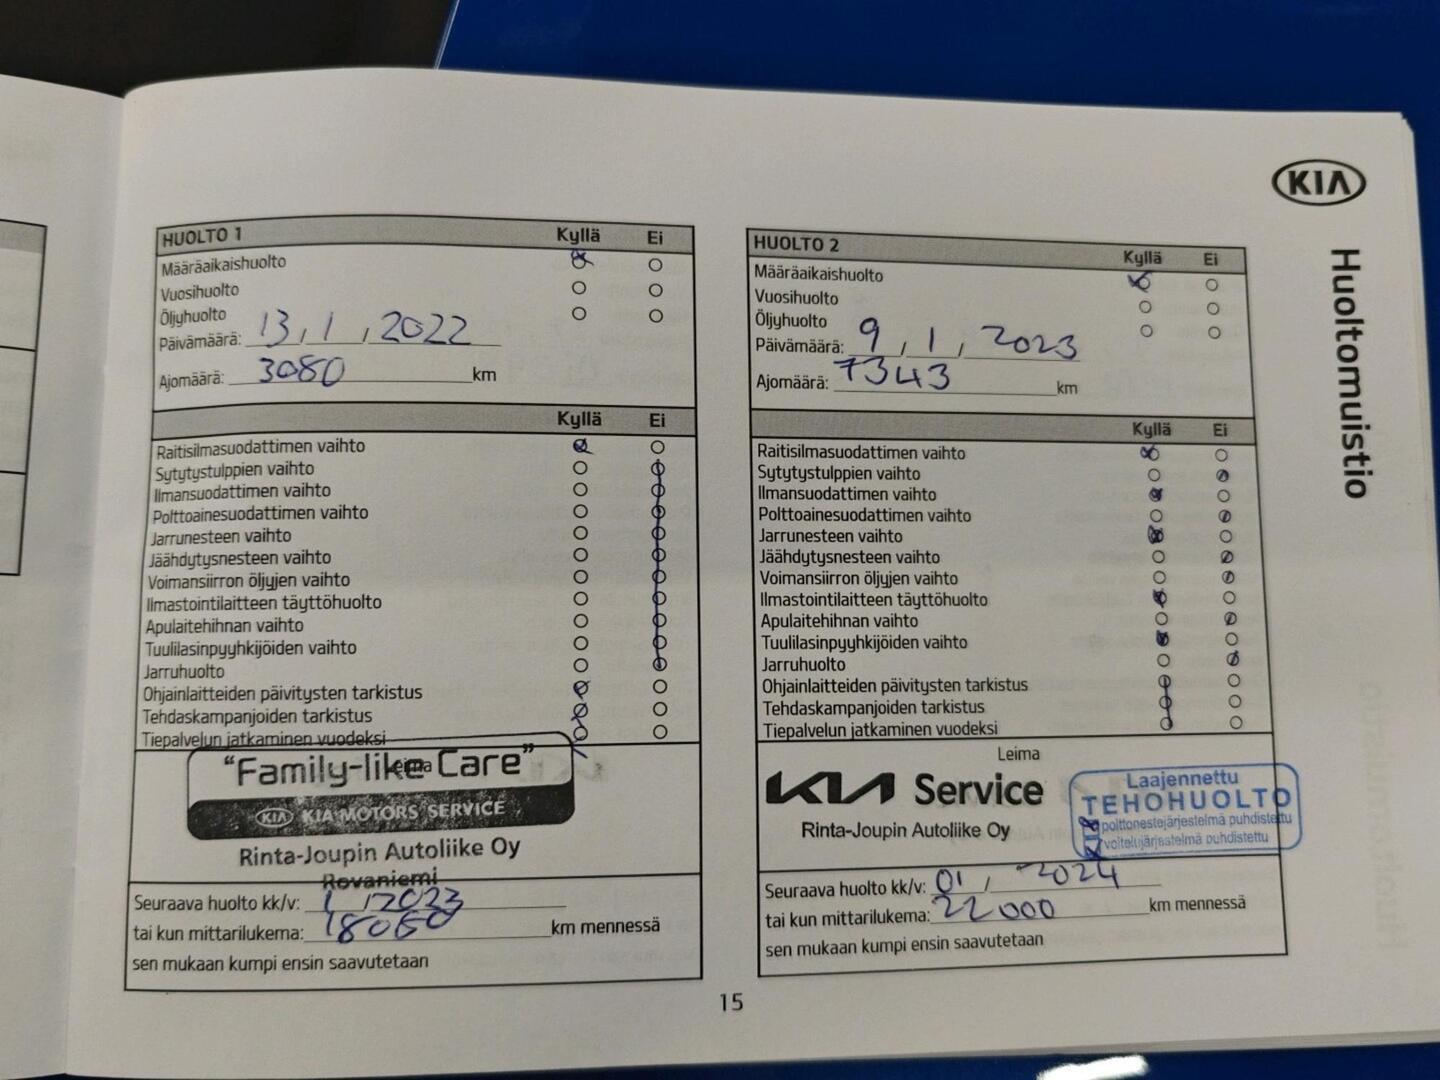 KIA
Huoltomuistio
HUOLTO 1 Kyllä Ei
Määräaikaishuolto
Vuosihuolto
Öljyhuolto
Päivämäärä: 13, 1, 2022
Ajomäärä: 3080 km
Kyllä Ei
Raitisilmasuodattimen vaihto
Sytytystulppien vaihto
Ilmansuodattimen vaihto
Polttoainesuodattimen vaihto
Jarrunesteen vaihto
Jäähdytysnesteen vaihto
Voimansiirron öljyjen vaihto
Ilmastointilaitteen täyttöhuolto
Apulaitehihnan vaihto
Tuulilasinpyyhkijöiden vaihto
Jarruhuolto
Ohjainlaitteiden päivitysten tarkistus
Tehdaskampanjoiden tarkistus
Tiepalvelun jatkaminen vuodeksi
Leima
"Family-like Care"
KIA KIA MOTORS SERVICE
Rinta-Joupin Autoliike Oy
Rovaniemi
Seuraava huolto kk/v: 1, 2023
tai kun mittarilukema: 18080 km mennessä
sen mukaan kumpi ensin saavutetaan
HUOLTO 2 Kyllä Ei
Määräaikaishuolto
Vuosihuolto
Öljyhuolto
Päivämäärä: 9, 1, 2023
Ajomäärä: 7343 km
Kyllä Ei
Raitisilmasuodattimen vaihto
Sytytystulppien vaihto
Ilmansuodattimen vaihto
Polttoainesuodattimen vaihto
Jarrunesteen vaihto
Jäähdytysnesteen vaihto
Voimansiirron öljyjen vaihto
Ilmastointilaitteen täyttöhuolto
Apulaitehihnan vaihto
Tuulilasinpyyhkijöiden vaihto
Jarruhuolto
Ohjainlaitteiden päivitysten tarkistus
Tehdaskampanjoiden tarkistus
Tiepalvelun jatkaminen vuodeksi
Leima
KIA Service
Rinta-Joupin Autoliike Oy
Laajennettu
TEHOHUOLTO
polttonestejärjestelmä puhdistettu
voitelujärjestelmä puhdistettu
Seuraava huolto kk/v: 01 / 2024
tai kun mittarilukema: 22000 km mennessä
sen mukaan kumpi ensin saavutetaan
15